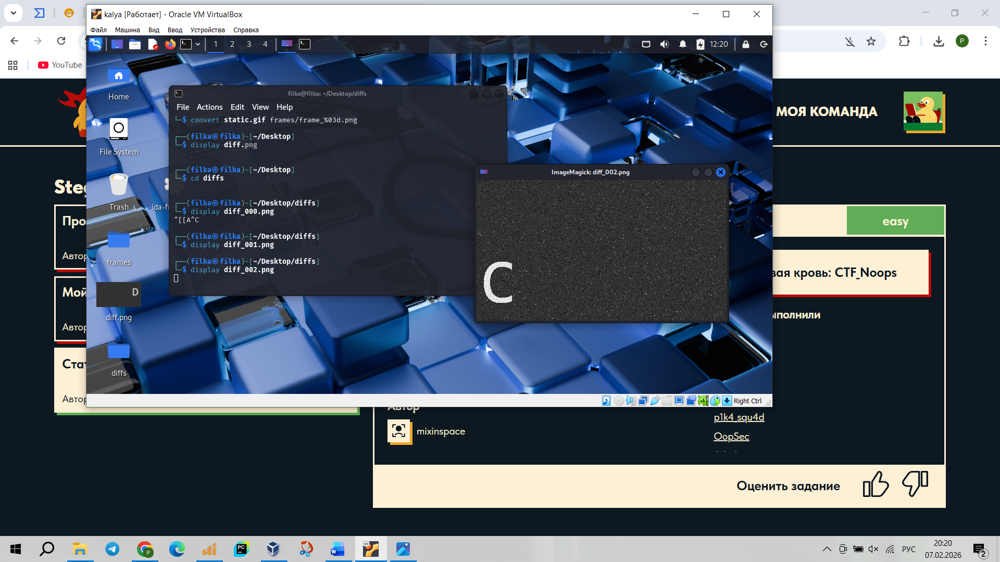 kalya [Работает] - Oracle VM VirtualBox
Файл Машина Вид Ввод Устройства Справка
1 2 3 4
12:20
P
YouTube
Home
File System
Trash
frames
D
diff.png
diffs
filka@filka: ~/Desktop/diffs
File Actions Edit View Help
└─$ convert static.gif frames/frame_%03d.png
┌──(filka㉿filka)-[~/Desktop]
└─$ display diff.png
┌──(filka㉿filka)-[~/Desktop]
└─$ cd diffs
┌──(filka㉿filka)-[~/Desktop/diffs]
└─$ display diff_000.png
^[[A^C
┌──(filka㉿filka)-[~/Desktop/diffs]
└─$ display diff_001.png
┌──(filka㉿filka)-[~/Desktop/diffs]
└─$ display diff_002.png
ImageMagick: diff_002.png
C
Right Ctrl
МОЯ КОМАНДА
Ste
Про
Автор
Мой
Автор
Стат
Автор
easy
вая кровь: CTF_Noops
ыполнили
Автор
mixinspace
p1k4_squ4d
OopSec
Оценить задание
РУС
20:20
07.02.2026
2